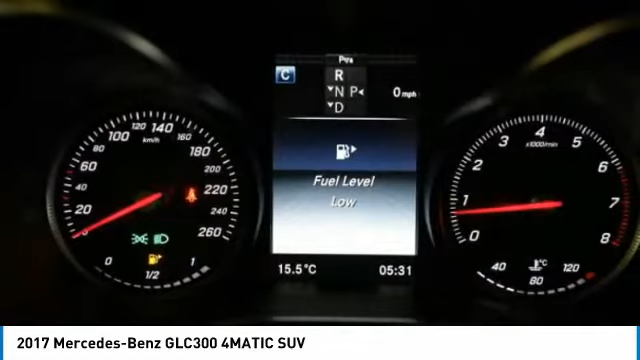 Pᴛs
C
R
N P
D
0 mph
Fuel Level
Low
15.5°C
05:31
0 20 40 60 80 100 120 140 160 180 200 220 240 260
km/h
0 1/2 1
0 1 2 3 4 5 6 7 8
x1000/min
40 80 120
°C
2017 Mercedes-Benz GLC300 4MATIC SUV